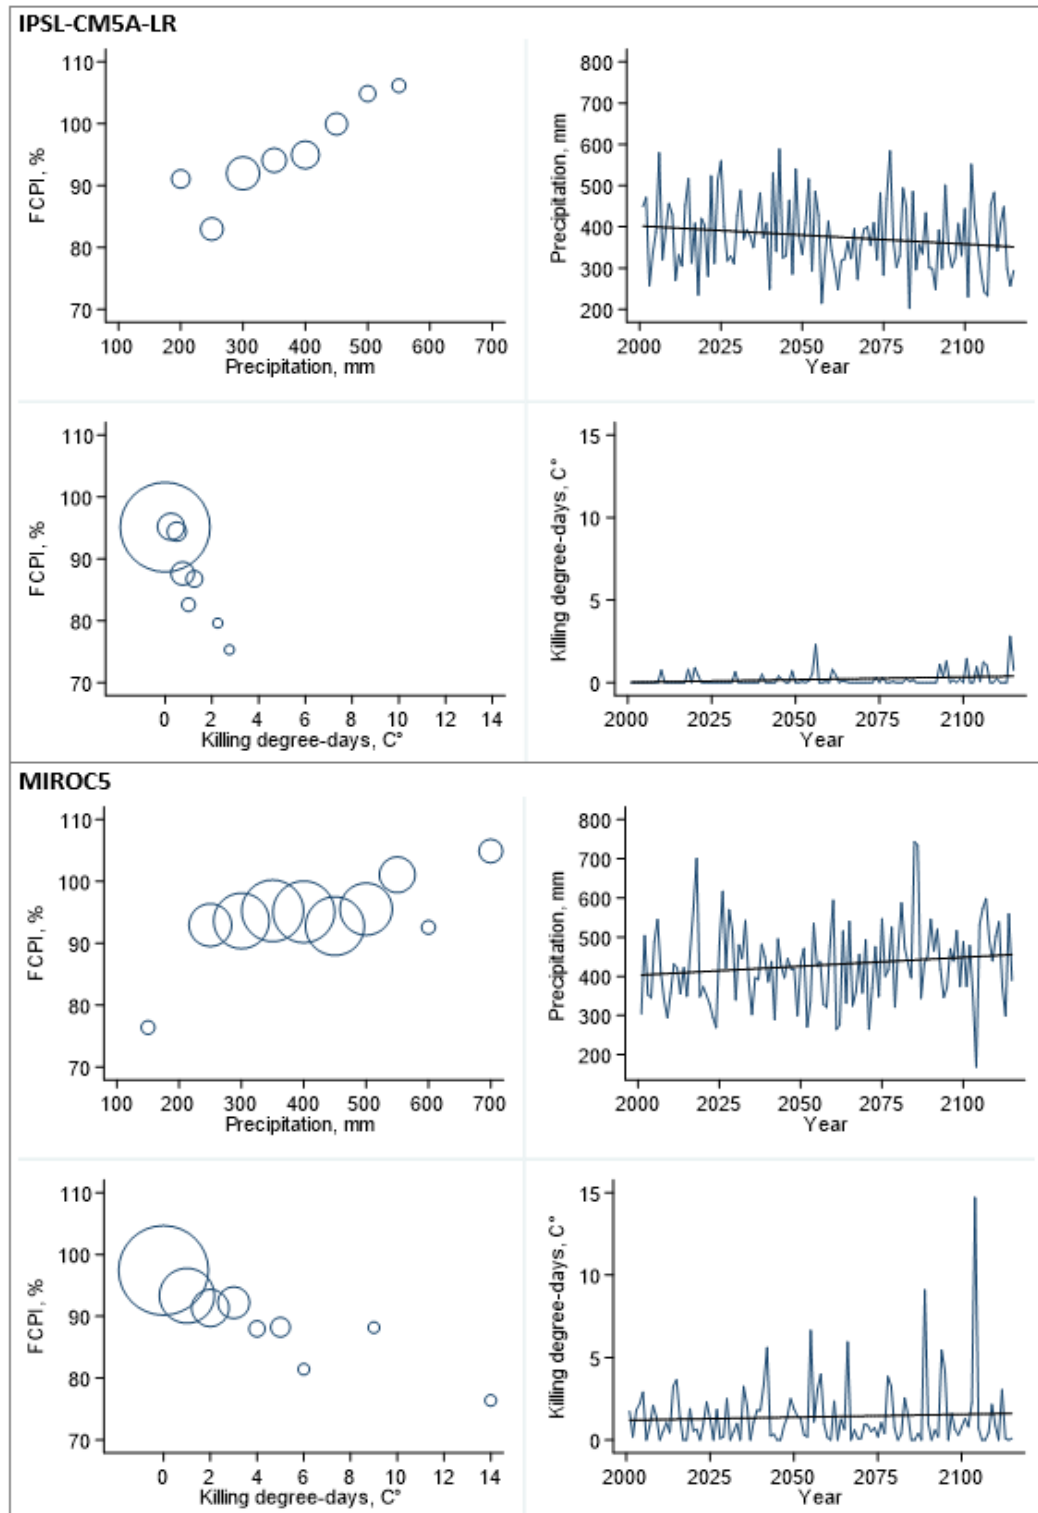 IPSL-CM5A-LR
FCPI, %
110
100
90
80
70
100 200 300 400 500 600 700
Precipitation, mm
Precipitation, mm
800
700
600
500
400
300
200
2000 2025 2050 2075 2100
Year
FCPI, %
110
100
90
80
70
0 2 4 6 8 10 12 14
Killing degree-days, C°
Killing degree-days, C°
15
10
5
0
2000 2025 2050 2075 2100
Year
MIROC5
FCPI, %
110
100
90
80
70
100 200 300 400 500 600 700
Precipitation, mm
Precipitation, mm
800
700
600
500
400
300
200
2000 2025 2050 2075 2100
Year
FCPI, %
110
100
90
80
70
0 2 4 6 8 10 12 14
Killing degree-days, C°
Killing degree-days, C°
15
10
5
0
2000 2025 2050 2075 2100
Year